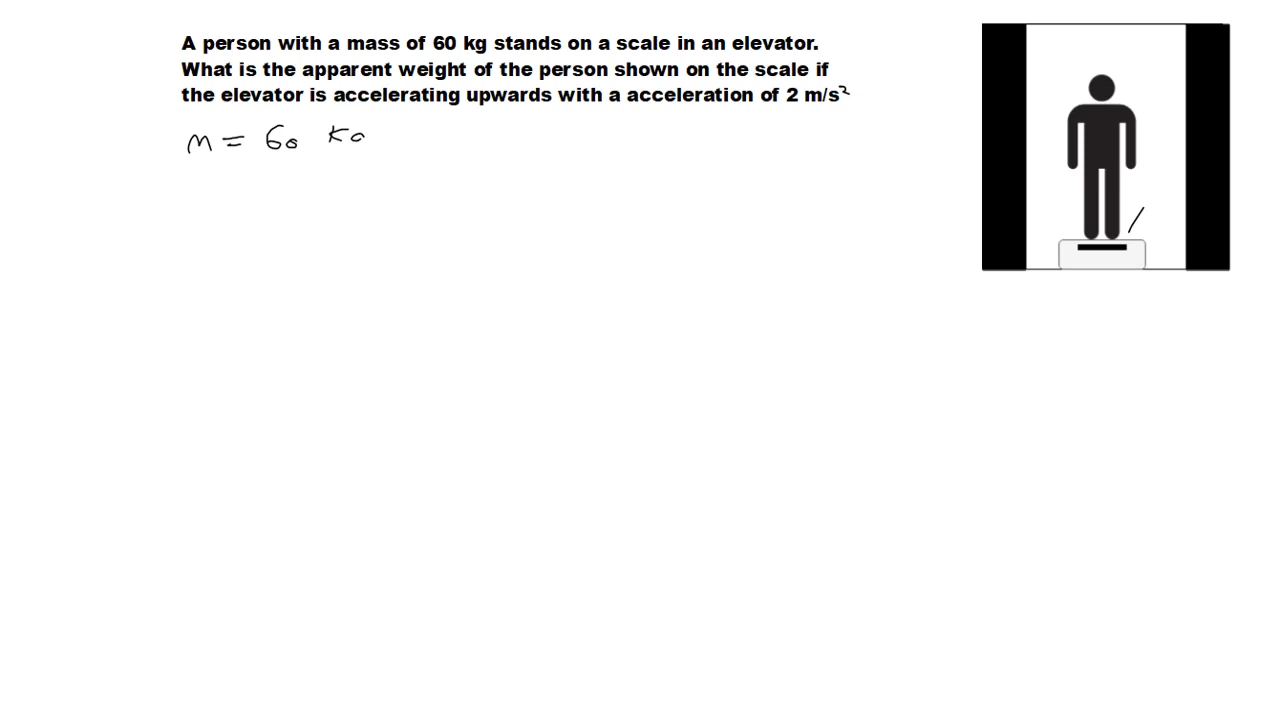 A person with a mass of 60 kg stands on a scale in an elevator.
What is the apparent weight of the person shown on the scale if
the elevator is accelerating upwards with a acceleration of 2 m/s²
m = 60